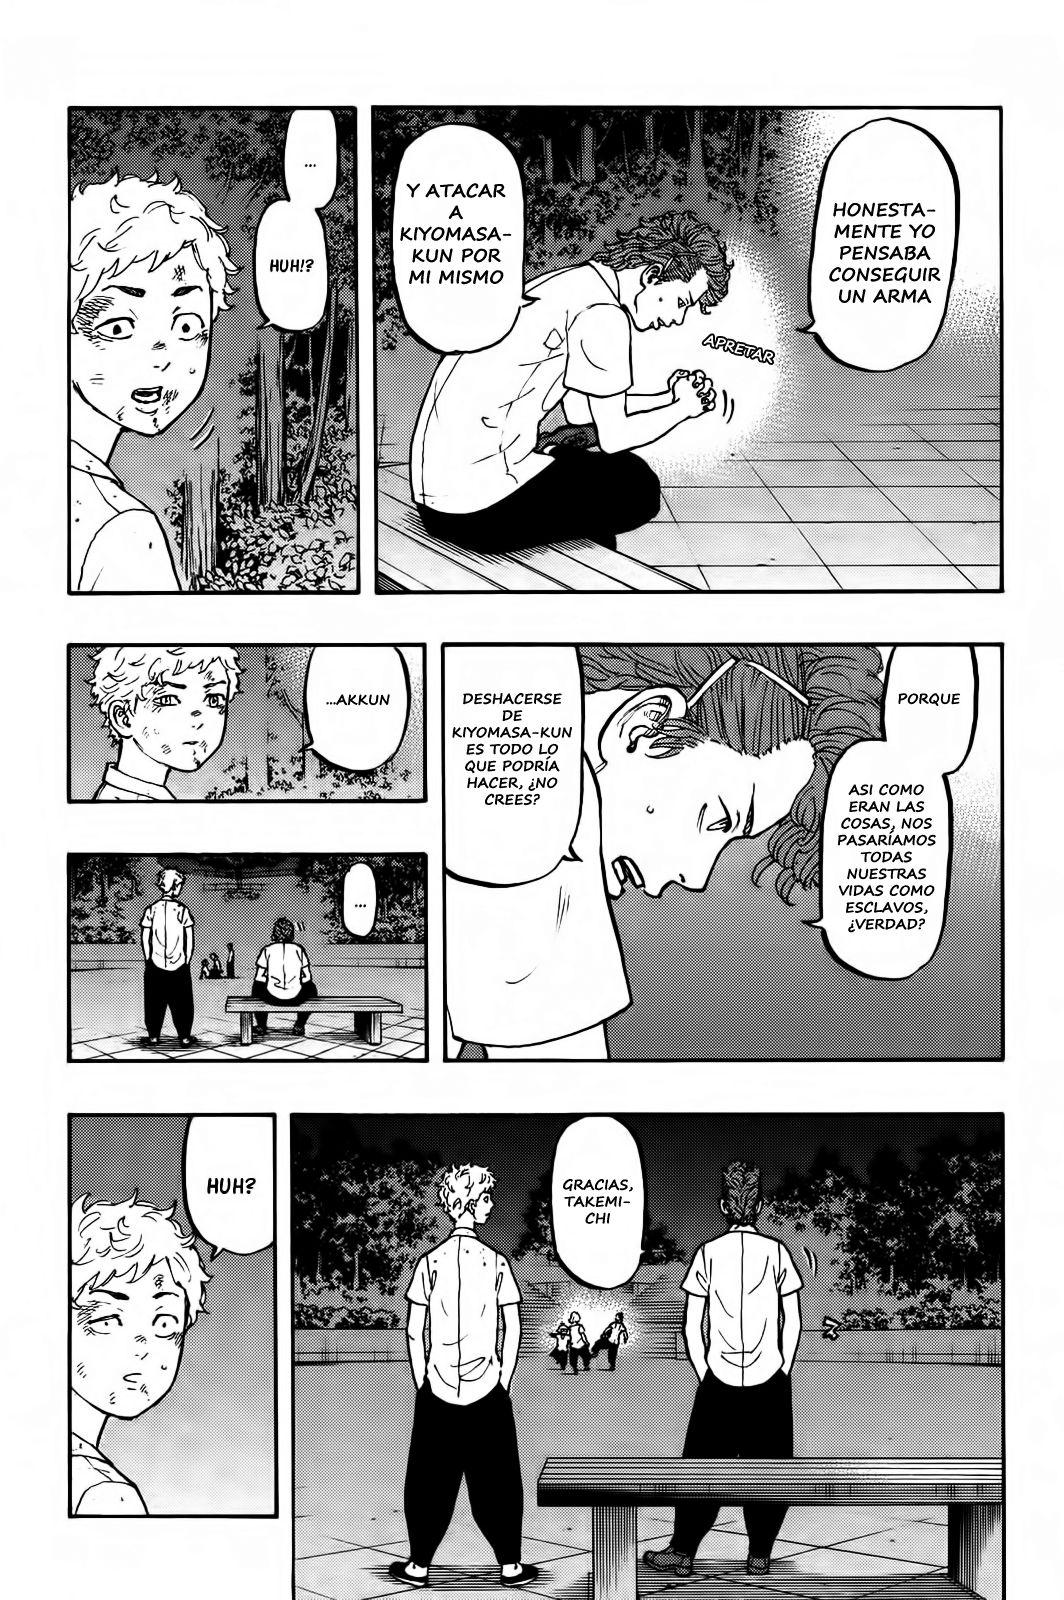 HONESTA-
MENTE YO
PENSABA
CONSEGUIR
UN ARMA
Y ATACAR
A
KIYOMASA-
KUN POR
MI MISMO
APRETAR
...
HUH!?
PORQUE
ASI COMO
ERAN LAS
COSAS, NOS
PASARÍAMOS
TODAS
NUESTRAS
VIDAS COMO
ESCLAVOS,
¿VERDAD?
DESHACERSE
DE
KIYOMASA-KUN
ES TODO LO
QUE PODRÍA
HACER, ¿NO
CREES?
...AKKUN
...
GRACIAS,
TAKEMI-
CHI
HUH?